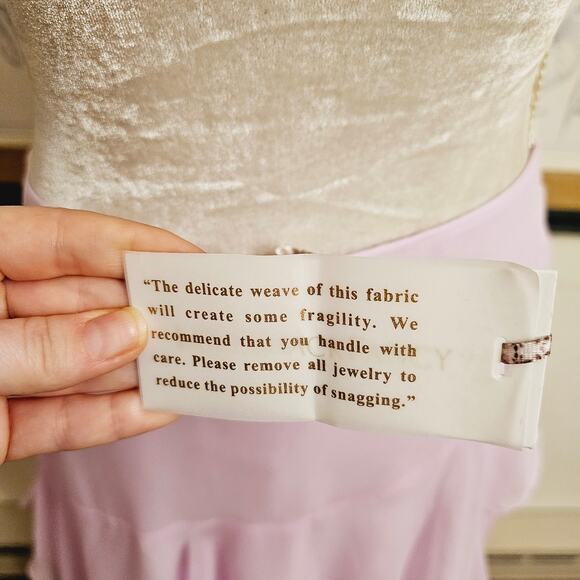 “The delicate weave of this fabric
will create some fragility. We
recommend that you handle with
care. Please remove all jewelry to
reduce the possibility of snagging.”